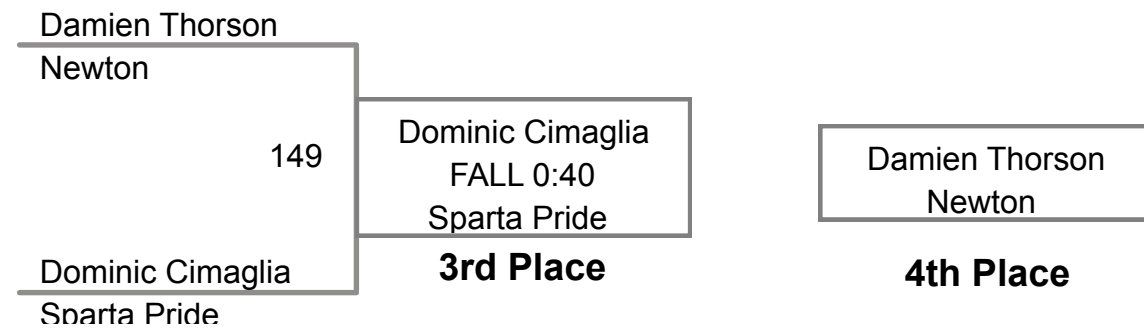 Damien Thorson
Newton
149
Dominic Cimaglia
Sparta Pride
Dominic Cimaglia
FALL 0:40
Sparta Pride
3rd Place
Damien Thorson
Newton
4th Place